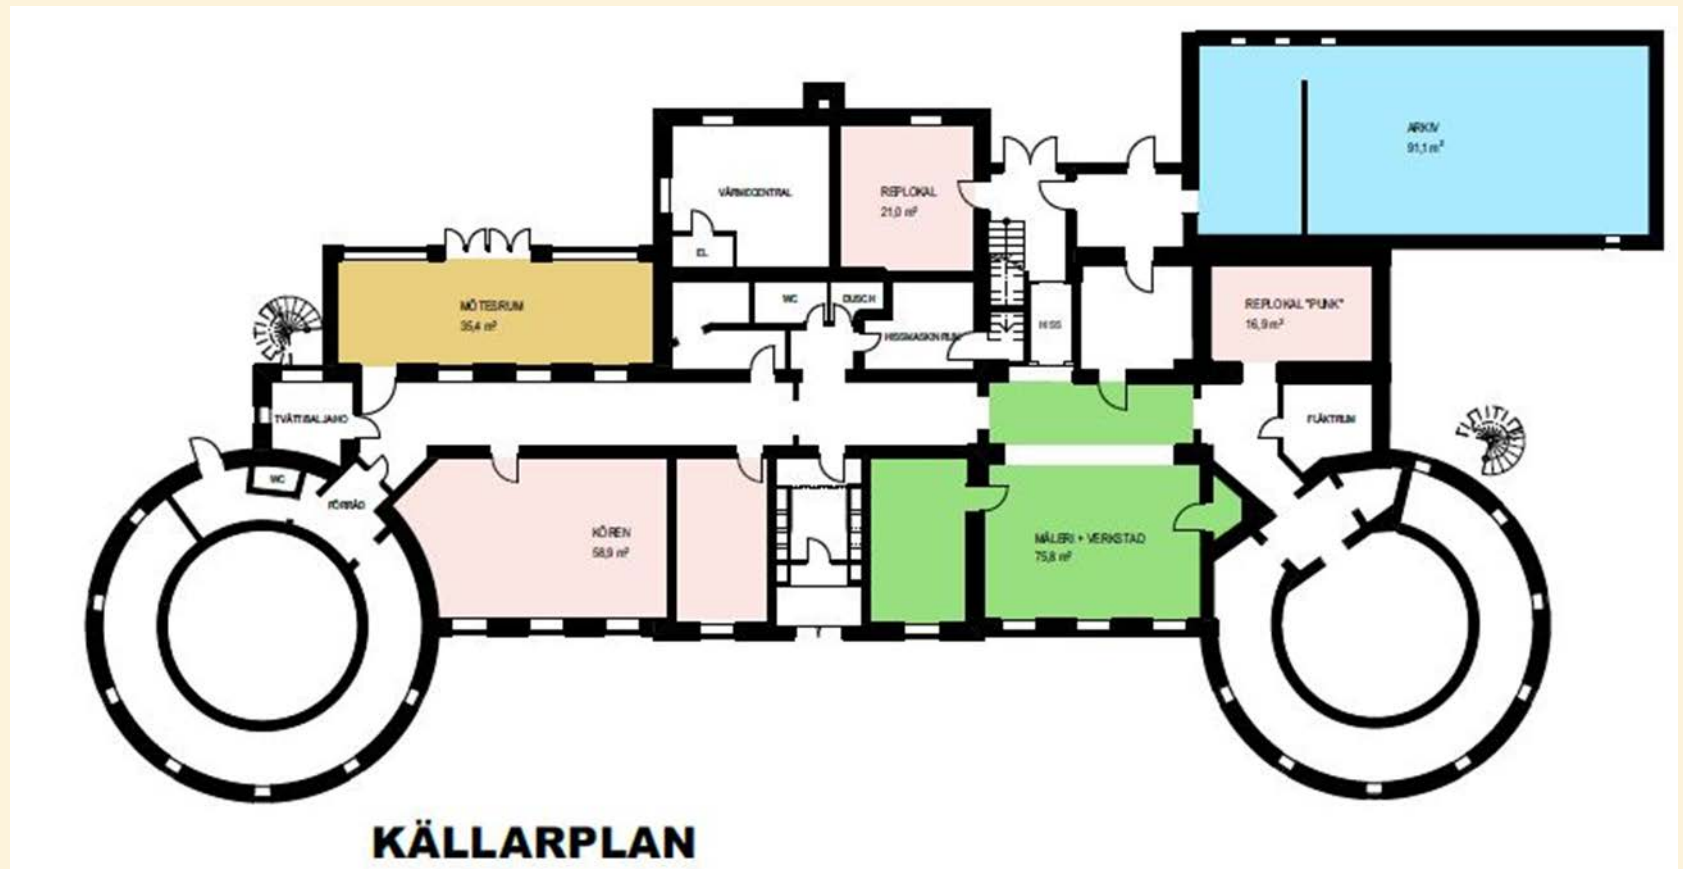 ARKIV
91,1 m²
VÄRMECENTRAL
REPLOKAL
21,0 m²
EL
MÖTESRUM
35,4 m²
WC
DUSCH
HISSMASKINRUM
HISS
REPLOKAL "PUNK"
16,9 m²
FLÄKTRUM
WC
FÖRRÅD
KÖREN
58,9 m²
MÅLERI + VERKSTAD
75,8 m²
KÄLLARPLAN